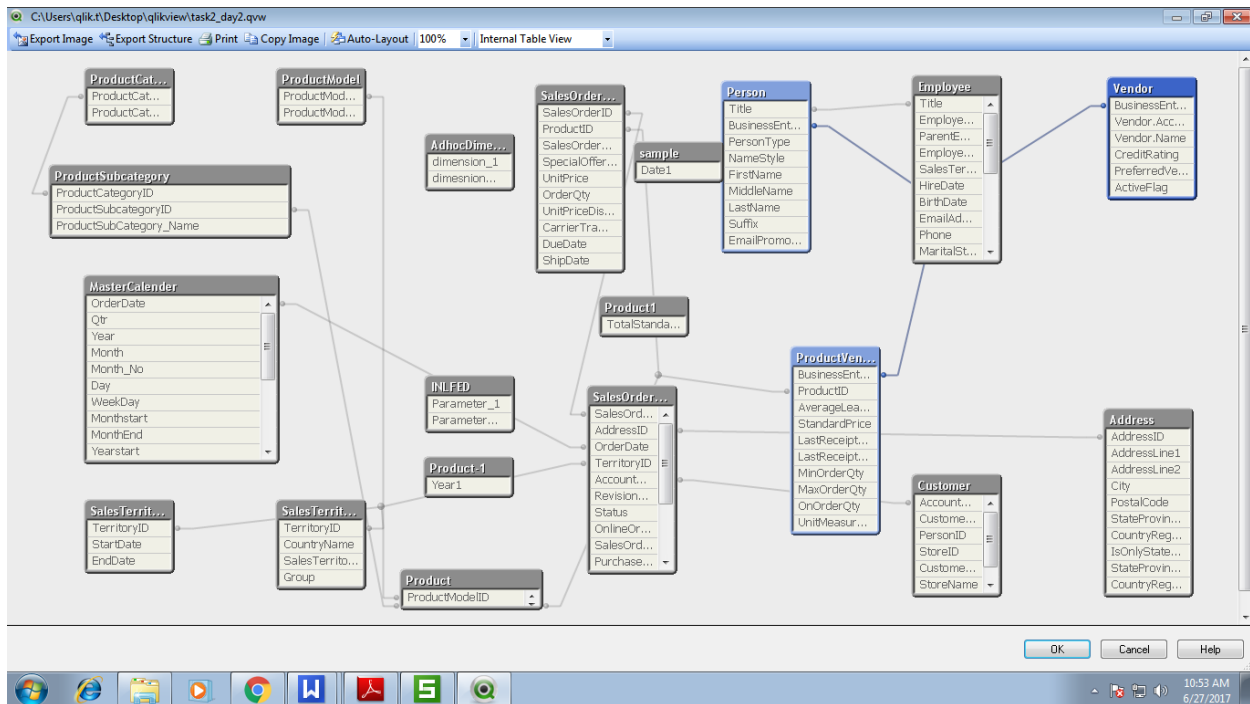 C:\Users\qlik.t\Desktop\qlikview\task2_day2.qvw
Export Image Export Structure Print Copy Image Auto-Layout 100% Internal Table View
ProductCat...
ProductCat...
ProductCat...
ProductModel
ProductMod...
ProductMod...
AdhocDime...
dimension_1
dimesnion...
SalesOrder...
SalesOrderID
ProductID
SalesOrder...
SpecialOffer...
UnitPrice
OrderQty
UnitPriceDis...
CarrierTra...
DueDate
ShipDate
sample
Date1
Person
Title
BusinessEnt...
PersonType
NameStyle
FirstName
MiddleName
LastName
Suffix
EmailPromo...
Employee
Title
Employe...
ParentE...
Employe...
SalesTer...
HireDate
BirthDate
EmailAd...
Phone
MaritalSt...
Vendor
BusinessEnt...
Vendor.Acc...
Vendor.Name
CreditRating
PreferredVe...
ActiveFlag
ProductSubcategory
ProductCategoryID
ProductSubcategoryID
ProductSubCategory_Name
MasterCalender
OrderDate
Qtr
Year
Month
Month_No
Day
WeekDay
Monthstart
MonthEnd
Yearstart
Product1
TotalStanda...
INLFED
Parameter_1
Parameter...
Product-1
Year1
SalesOrder...
SalesOrd...
AddressID
OrderDate
TerritoryID
Account...
Revision...
Status
OnlineOr...
SalesOrd...
Purchase...
ProductVen...
BusinessEnt...
ProductID
AverageLea...
StandardPrice
LastReceipt...
LastReceipt...
MinOrderQty
MaxOrderQty
OnOrderQty
UnitMeasur...
Customer
Account...
Custome...
PersonID
StoreID
Custome...
StoreName
Address
AddressID
AddressLine1
AddressLine2
City
PostalCode
StateProvin...
CountryReg...
IsOnlyState...
StateProvin...
CountryReg...
SalesTerrit...
TerritoryID
StartDate
EndDate
SalesTerrit...
TerritoryID
CountryName
SalesTerrito...
Group
Product
ProductModelID
OK Cancel Help
10:53 AM
6/27/2017